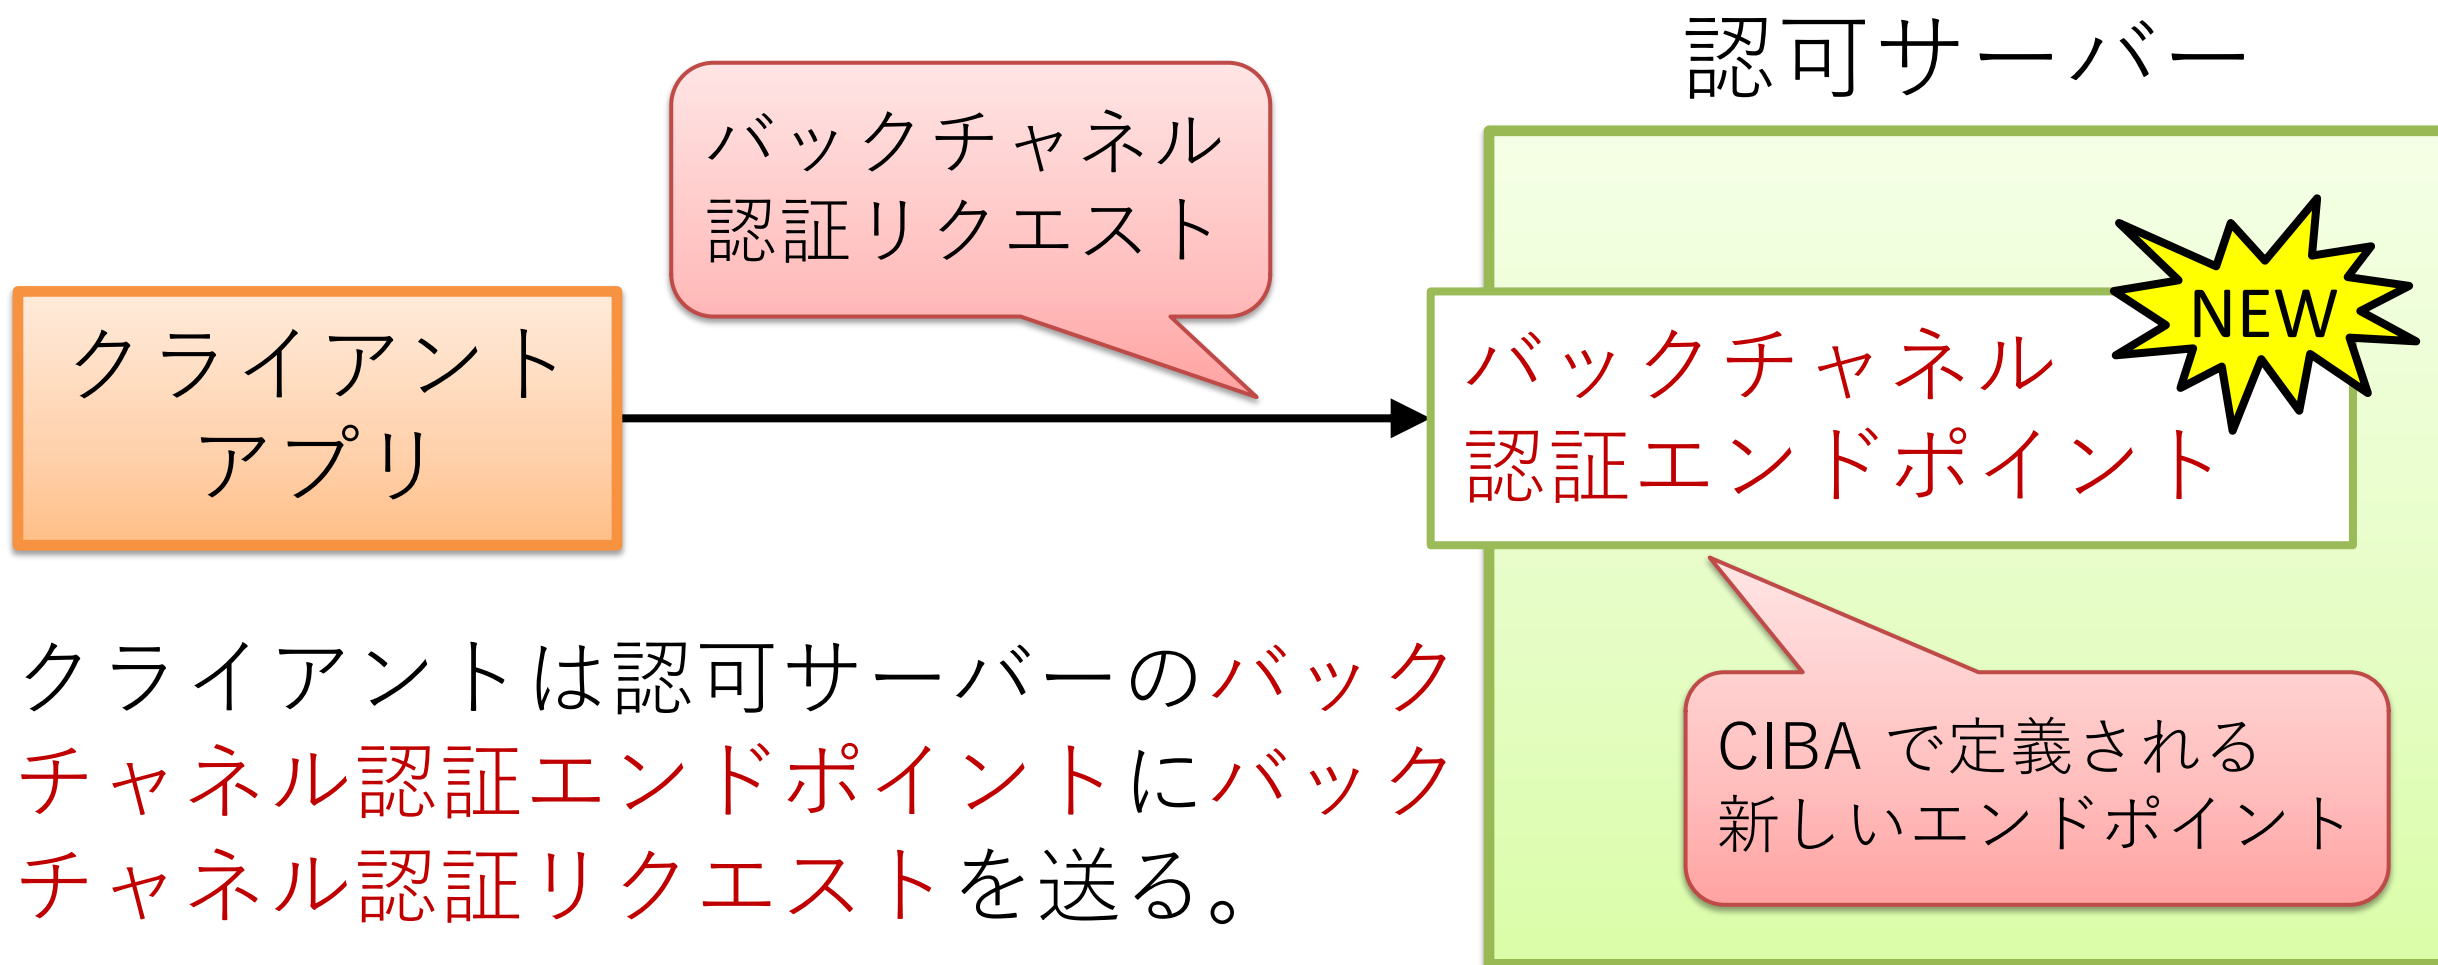 認可サーバー
バックチャネル
認証リクエスト
クライアント
アプリ
NEW
バックチャネル
認証エンドポイント
クライアントは認可サーバーのバック
チャネル認証エンドポイントにバック
チャネル認証リクエストを送る。
CIBA で定義される
新しいエンドポイント